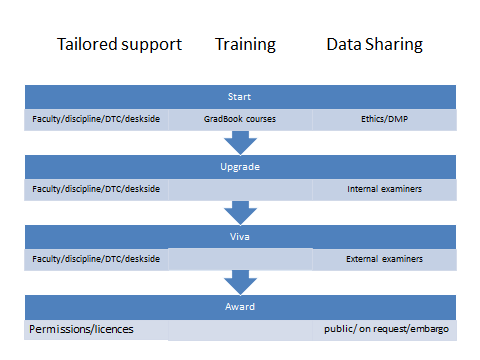 Tailored support Training Data Sharing
Start
Faculty/discipline/DTC/deskside GradBook courses Ethics/DMP
Upgrade
Faculty/discipline/DTC/deskside Internal examiners
Viva
Faculty/discipline/DTC/deskside External examiners
Award
Permissions/licences public/ on request/embargo